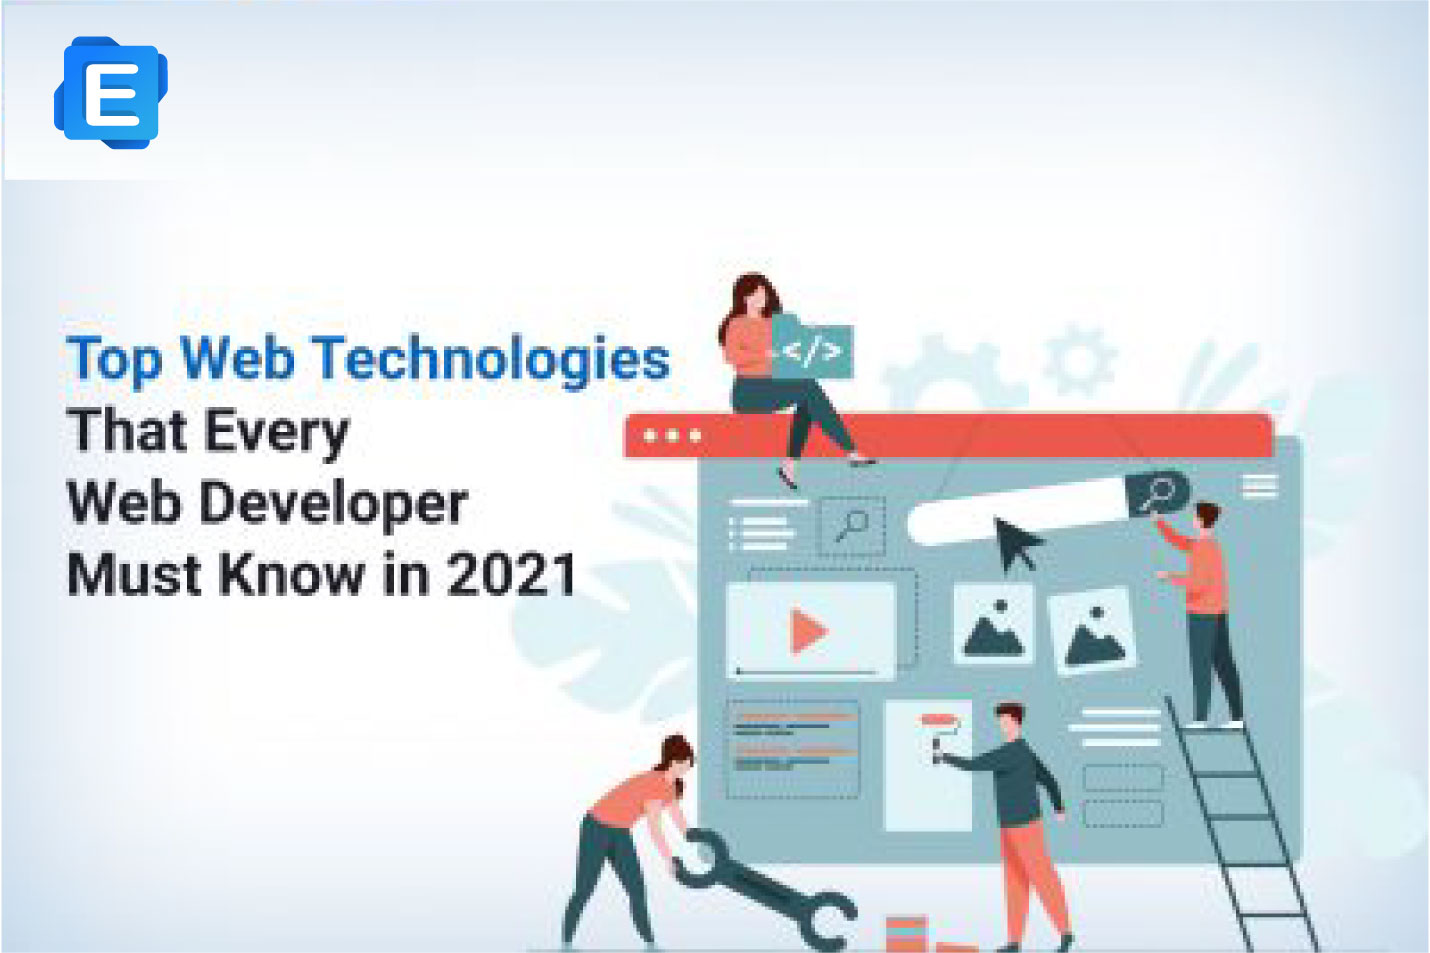 E
Top Web Technologies
That Every
Web Developer
Must Know in 2021
</>